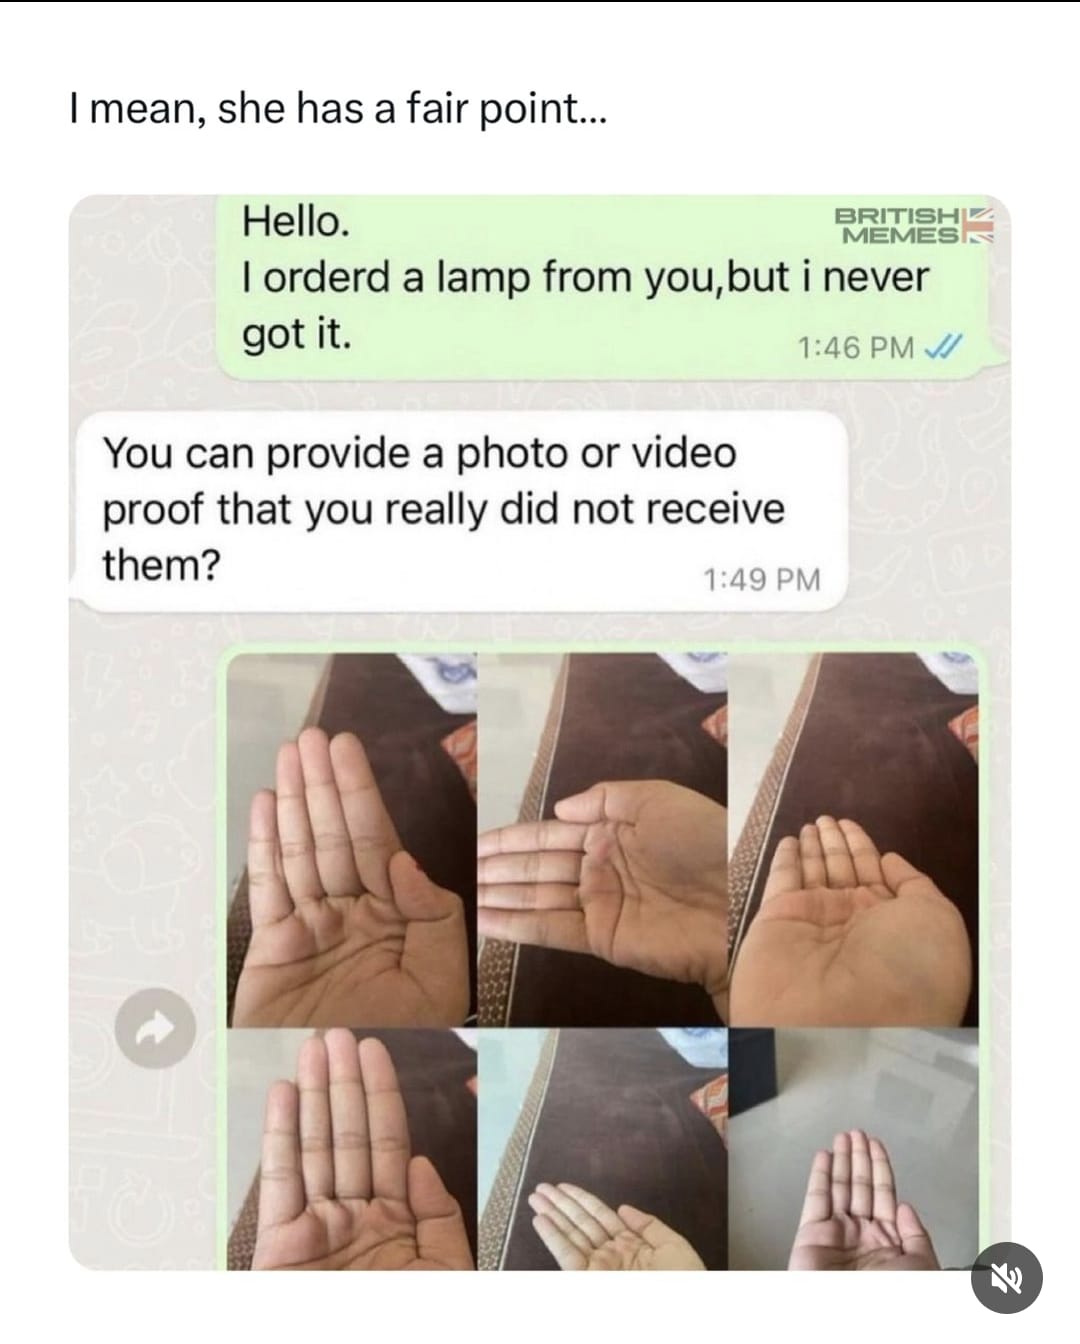 I mean, she has a fair point...
BRITISH
MEMES
Hello.
I orderd a lamp from you,but i never
got it.
1:46 PM
You can provide a photo or video
proof that you really did not receive
them?
1:49 PM